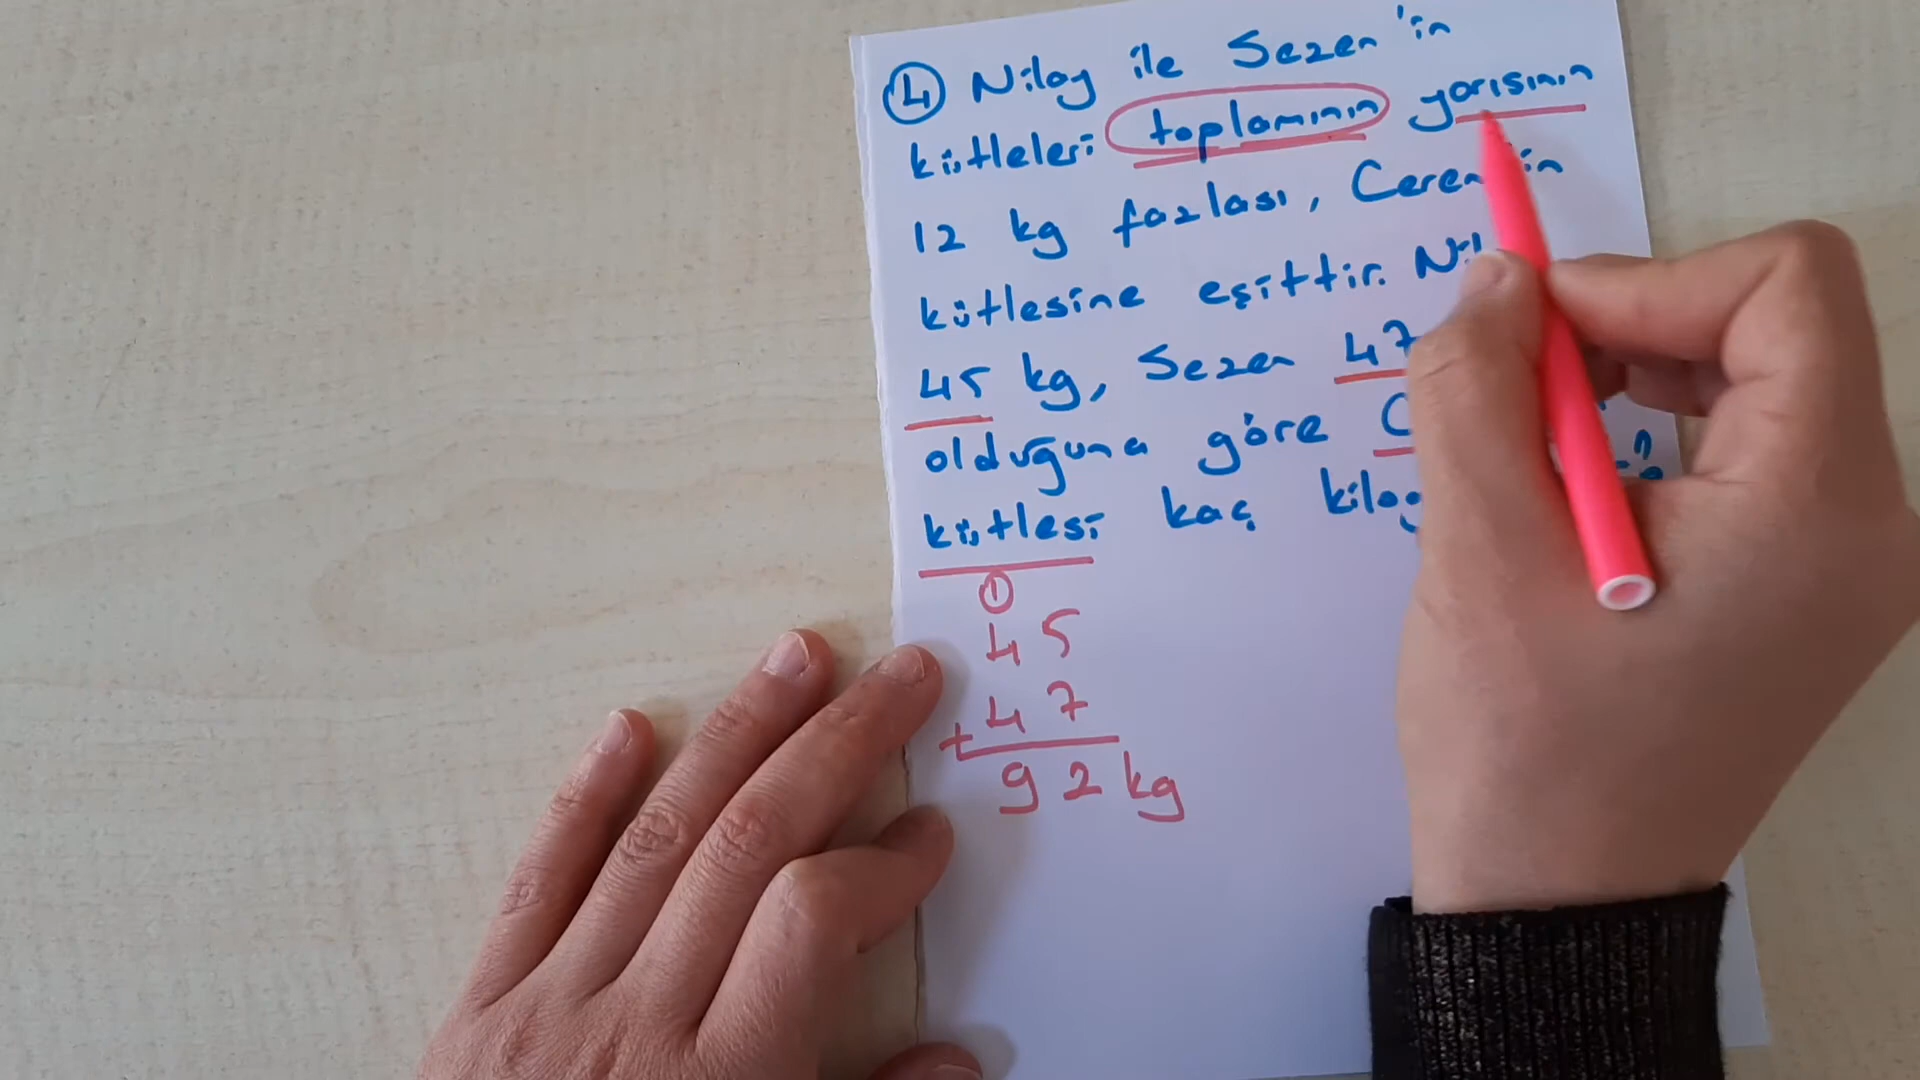 4 Nilay ile Sezen'in
kütleleri toplamının yarısının
12 kg fazlası, Ceren'in
kütlesine eşittir.
45 kg, Sezen 47
olduğuna göre
kütlesi kaç
1
45
+ 47
92 kg